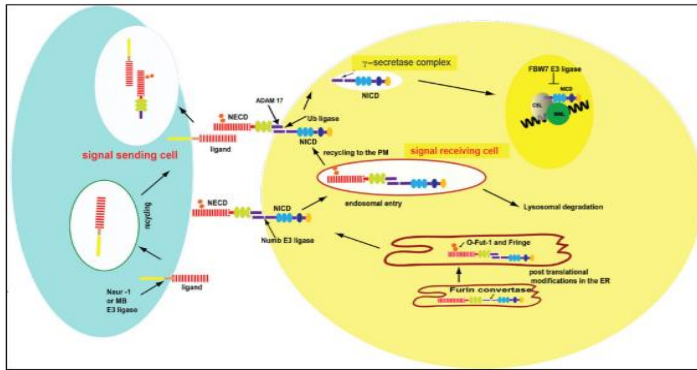 γ-secretase complex
FBW7 E3 ligase
NICD
NICD
CSL
ADAM 17
NECD
Ub ligase
ligand
NICD
signal sending cell
recycling to the PM
signal receiving cell
NECD
NICD
endosomal entry
Lysosomal degradation
recycling
Numb E3 ligase
O-Fut-1 and Fringe
ligand
post translational
modifications in the ER
Neur -1
or MB
E3 ligase
Furin convertase